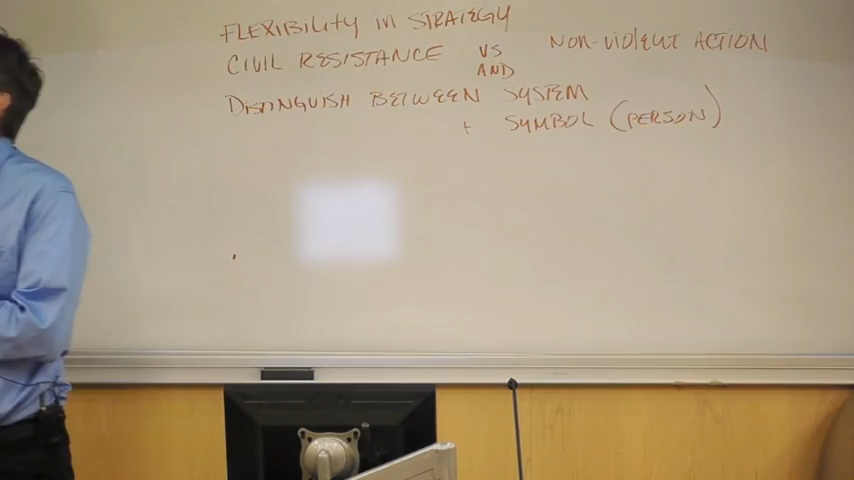 FLEXIBILITY IN STRATEGY
CIVIL RESISTANCE VS NON-VIOLENT ACTION
AND
DISTINGUISH BETWEEN SYSTEM
+ SYMBOL (PERSON)